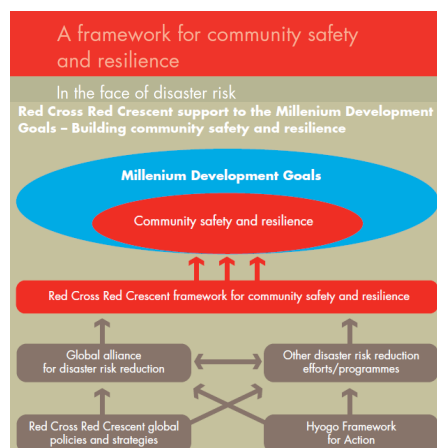 A framework for community safety
and resilience
In the face of disaster risk
Red Cross Red Crescent support to the Millenium Development
Goals – Building community safety and resilience
Millenium Development Goals
Community safety and resilience
Red Cross Red Crescent framework for community safety and resilience
Global alliance
for disaster risk reduction
Other disaster risk reduction
efforts/programmes
Red Cross Red Crescent global
policies and strategies
Hyogo Framework
for Action